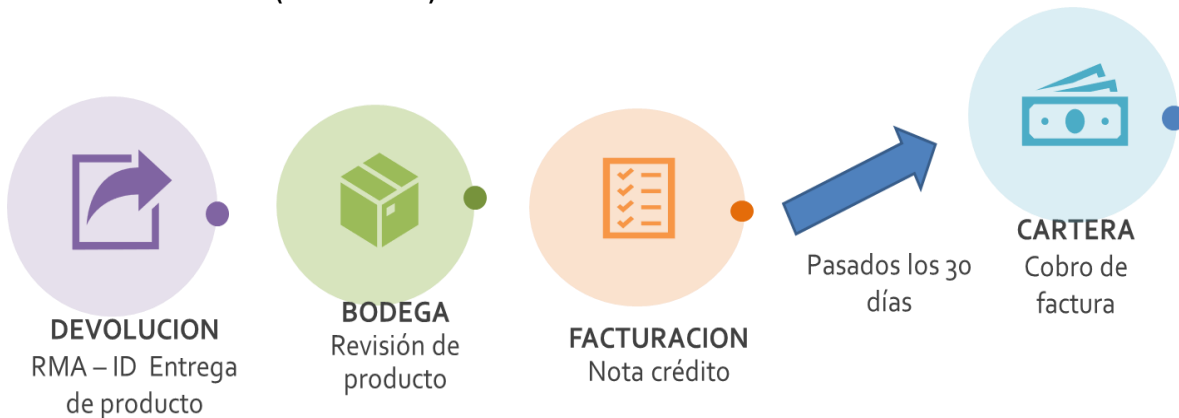 DEVOLUCION
RMA – ID Entrega
de producto
BODEGA
Revisión de
producto
FACTURACION
Nota crédito
Pasados los 30
días
CARTERA
Cobro de
factura